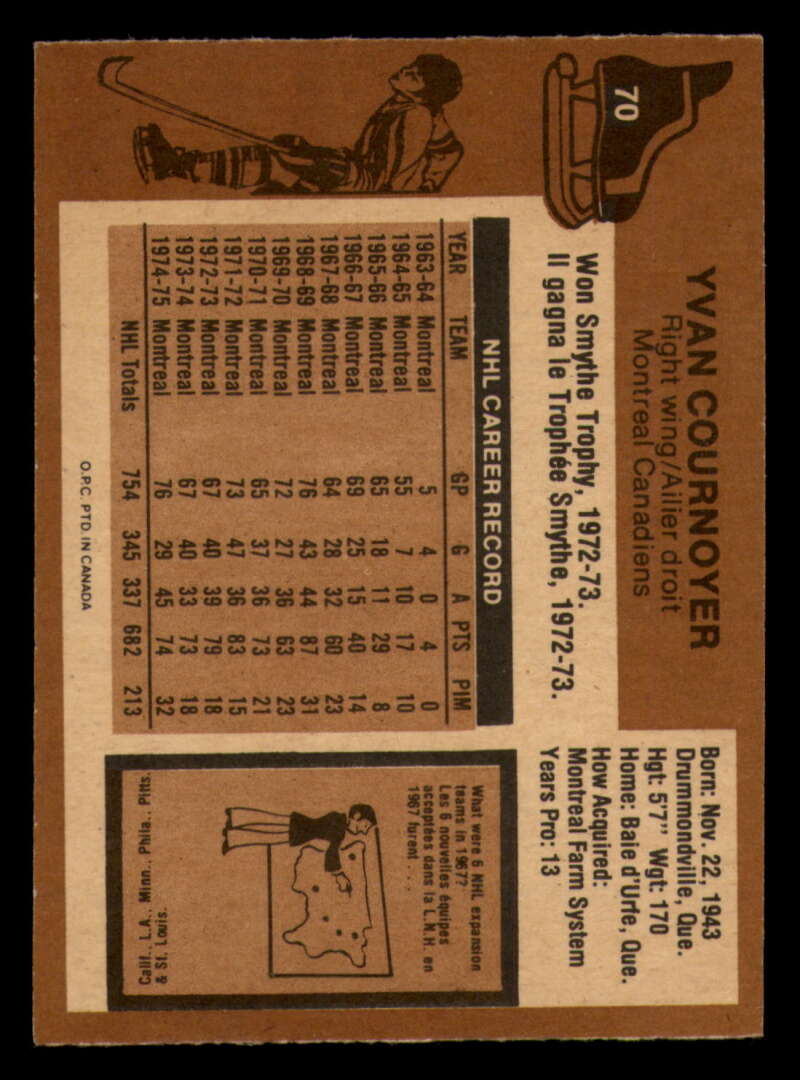 70
YVAN COURNOYER
Right wing/Ailier droit
Montreal Canadiens
Won Smythe Trophy, 1972-73.
Il gagna le Trophée Smythe, 1972-73.
Born: Nov. 22, 1943
Drummondville, Que.
Hgt: 5'7" Wgt: 170
Home: Baie d'Urfe, Que.
How Acquired:
Montreal Farm System
Years Pro: 13
NHL CAREER RECORD
YEAR TEAM GP G A PTS PIM
1963-64 Montreal 5 4 0 4 0
1964-65 Montreal 55 7 10 17 10
1965-66 Montreal 65 18 11 29 8
1966-67 Montreal 69 25 15 40 14
1967-68 Montreal 64 28 32 60 23
1968-69 Montreal 76 43 44 87 31
1969-70 Montreal 72 27 36 63 23
1970-71 Montreal 65 37 36 73 21
1971-72 Montreal 73 47 36 83 15
1972-73 Montreal 67 40 39 79 18
1973-74 Montreal 67 40 33 73 18
1974-75 Montreal 76 29 45 74 32
NHL Totals 754 345 337 682 213
What were 6 NHL expansion
teams in 1967?
Les 6 nouvelles équipes
acceptées dans la L.N.H. en
1967 furent . . .
Calif., L.A., Minn., Phila., Pitts.
& St. Louis.
O.P.C. PTD. IN CANADA